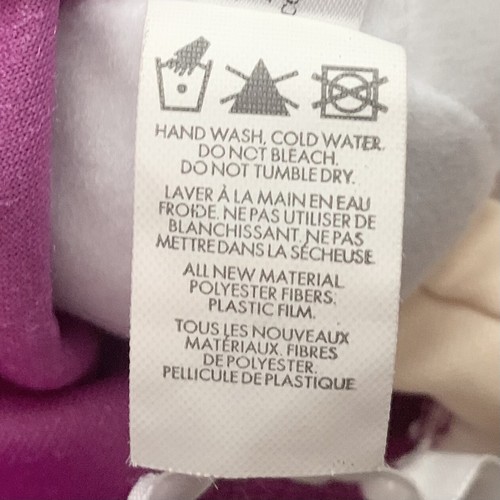 HAND WASH, COLD WATER.
DO NOT BLEACH.
DO NOT TUMBLE DRY.
LAVER À LA MAIN EN EAU
FROIDE. NE PAS UTILISER DE
BLANCHISSANT. NE PAS
METTRE DANS LA SÉCHEUSE.
ALL NEW MATERIAL
POLYESTER FIBERS.
PLASTIC FILM.
TOUS LES NOUVEAUX
MATÉRIAUX. FIBRES
DE POLYESTER.
PELLICULE DE PLASTIQUE